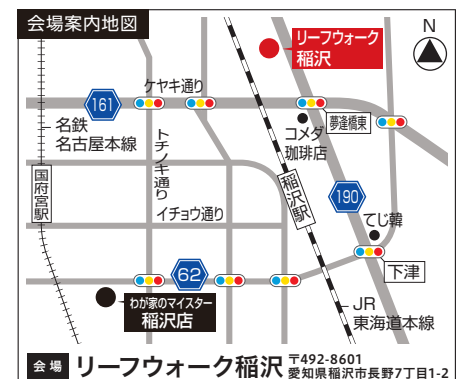 会場案内地図
リーフウォーク
稲沢
N
ケヤキ通り
161
夢逢橋東
コメダ
珈琲店
名鉄
名古屋本線
トチノキ通り
国府宮駅
稲沢駅
190
イチョウ通り
てじ韓
62
下津
わが家のマイスター
稲沢店
JR
東海道本線
会場 リーフウォーク稲沢 〒492-8601
愛知県稲沢市長野7丁目1-2